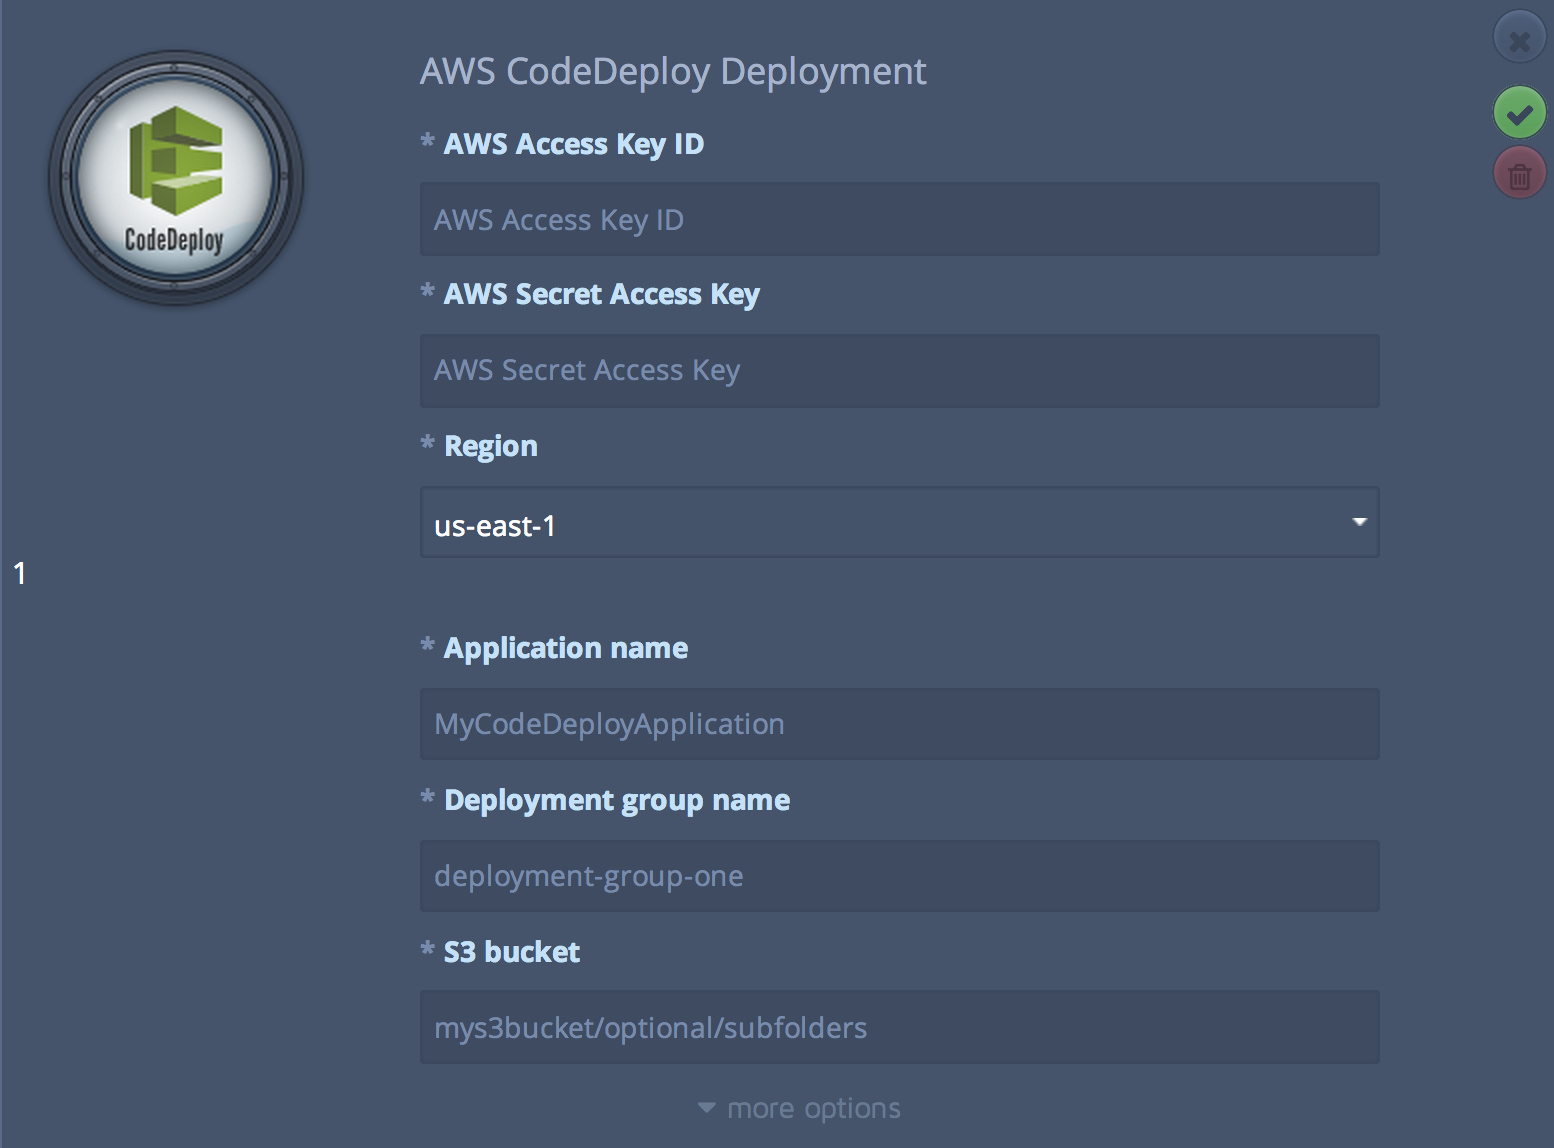 CodeDeploy
AWS CodeDeploy Deployment
* AWS Access Key ID
AWS Access Key ID
* AWS Secret Access Key
AWS Secret Access Key
* Region
us-east-1
1
* Application name
MyCodeDeployApplication
* Deployment group name
deployment-group-one
* S3 bucket
mys3bucket/optional/subfolders
more options